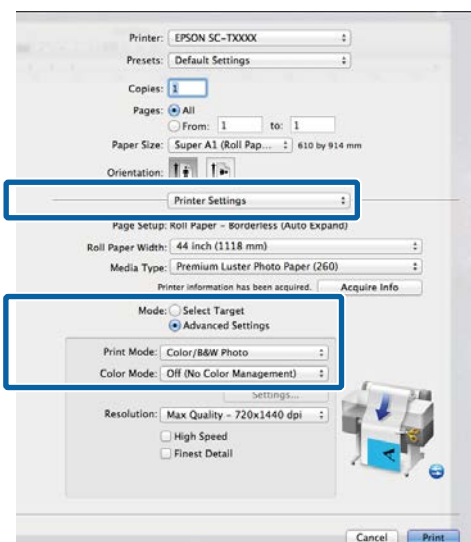 Printer: EPSON SC-TXXXX
Presets: Default Settings
Copies: 1
Pages: All
From: 1 to: 1
Paper Size: Super A1 (Roll Pap... 610 by 914 mm
Orientation:
Printer Settings
Page Setup: Roll Paper - Borderless (Auto Expand)
Roll Paper Width: 44 inch (1118 mm)
Media Type: Premium Luster Photo Paper (260)
Printer information has been acquired. Acquire Info
Mode: Select Target
Advanced Settings
Print Mode: Color/B&W Photo
Color Mode: Off (No Color Management)
Settings...
Resolution: Max Quality - 720x1440 dpi
High Speed
Finest Detail
Cancel Print